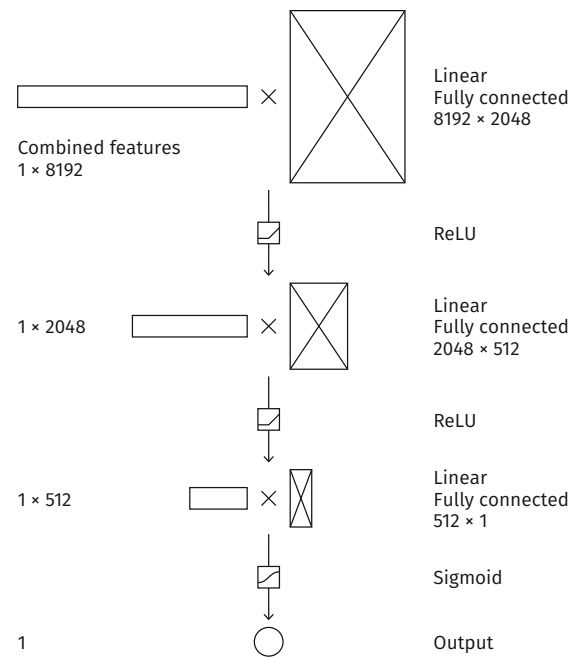 Linear
Fully connected
8192 × 2048
Combined features
1 × 8192
ReLU
1 × 2048
Linear
Fully connected
2048 × 512
ReLU
1 × 512
Linear
Fully connected
512 × 1
Sigmoid
1
Output